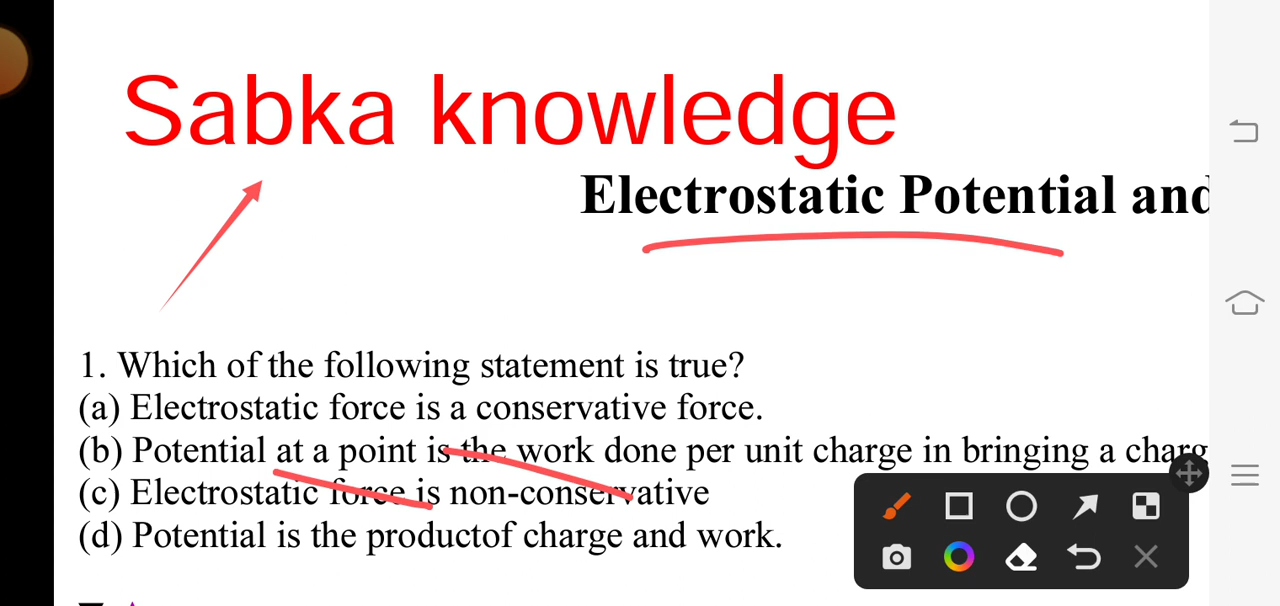 Sabka knowledge
Electrostatic Potential and
1. Which of the following statement is true?
(a) Electrostatic force is a conservative force.
(b) Potential at a point is the work done per unit charge in bringing a charg
(c) Electrostatic force is non-conservative
(d) Potential is the productof charge and work.